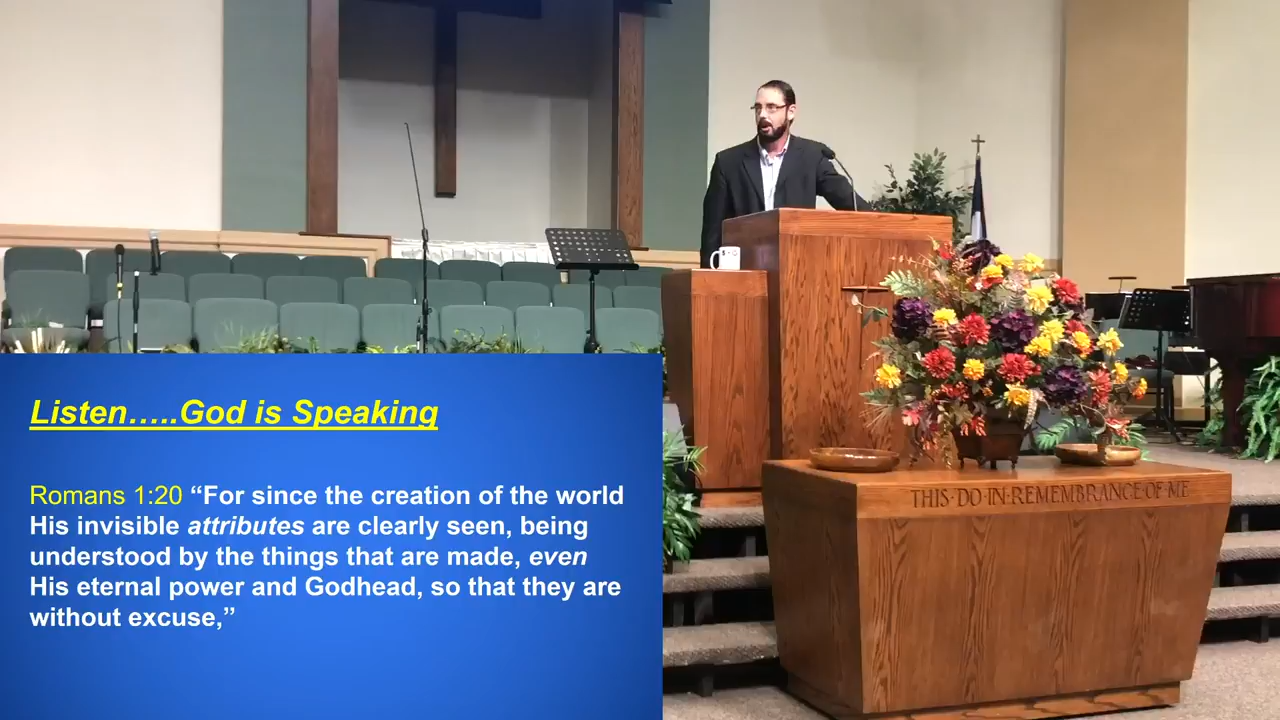 Listen…..God is Speaking
Romans 1:20 “For since the creation of the world
His invisible attributes are clearly seen, being
understood by the things that are made, even
His eternal power and Godhead, so that they are
without excuse,”
THIS·DO·IN·REMEMBRANCE·OF·ME